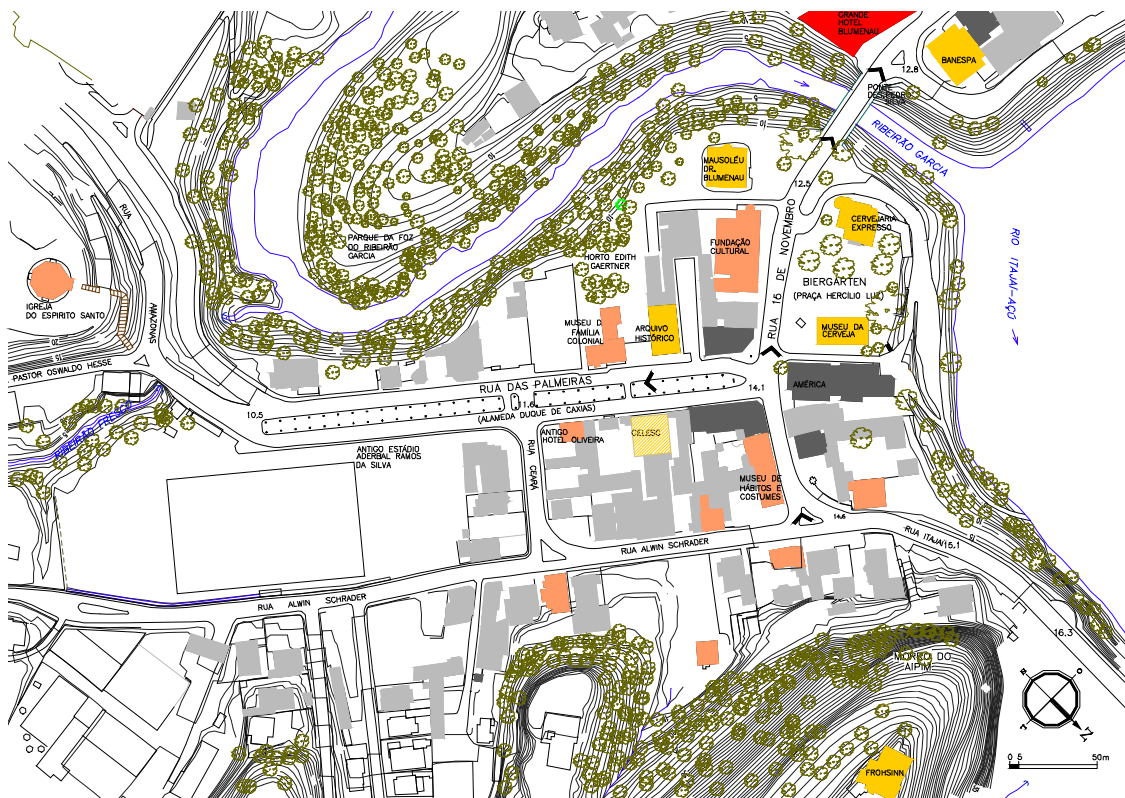 GRANDE
HOTEL
BLUMENAU
BANESPA
12.8
PONTE
RIBEIRÃO GARCIA
MAUSOLÉU
DR.
BLUMENAU
12.5
CERVEJARIA
EXPRESSO
RUA
PARQUE DA FOZ
DO RIBEIRÃO
GARCIA
FUNDAÇÃO
CULTURAL
RUA 15 DE NOVEMBRO
RIO ITAJAÍ-AÇO
HORTO EDITH
GAERTNER
BIERGARTEN
(PRAÇA HERCÍLIO LUZ)
IGREJA
DO ESPIRITO SANTO
AMAZONAS
MUSEU D.
FAMÍLIA
COLONIAL
ARQUIVO
HISTÓRICO
MUSEU DA
CERVEJA
20
15
PASTOR OSWALDO HESSE
RUA DAS PALMEIRAS
14,1
AMÉRICA
10.5
11.6
(ALAMEDA DUQUE DE CAXIAS)
RIBEIRÃO FRESCO
ANTIGO
HOTEL OLIVEIRA
CELESC
ANTIGO ESTÁDIO
ADERBAL RAMOS
DA SILVA
RUA CEARÁ
MUSEU DE
HÁBITOS E
COSTUMES
14,6
RUA ITAJAÍ
15.1
RUA ALWIN SCHRADER
RUA ALWIN SCHRADER
16.3
MORRO DO
AIPIM
N
FROHSINN
0 5 50m